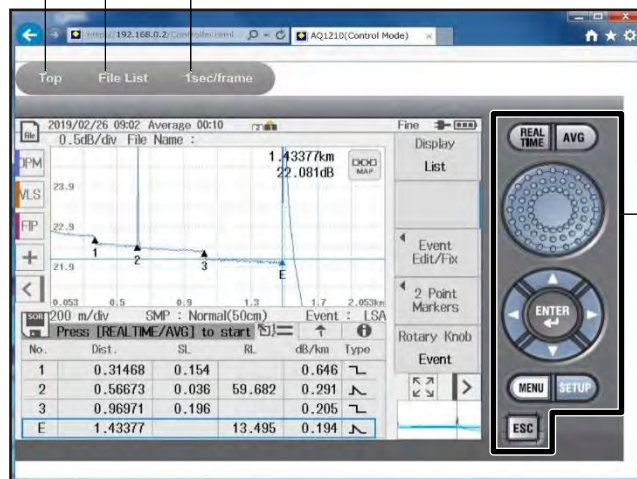 http://192.168.0.2/Controller.html
AQ1210(Control Mode)
Top File List 1sec/frame
File 2019/02/26 09:02 Average 00:10 Fine
0.5dB/div File Name :
1.43377km
22.081dB
MAP
OPM
VLS
FIP
23.9
22.9
21.9
1 2 3 E
0.053 0.5 0.9 1.3 1.7 2.053km
SOR 200 m/div SMP : Normal(50cm) Event : LSA
Press [REALTIME/AVG] to start
No. Dist. SL RL dB/km Type
1 0.31468 0.154 0.646
2 0.56673 0.036 59.682 0.291
3 0.96971 0.196 0.205
E 1.43377 13.495 0.194
Display
List
Event
Edit/Fix
2 Point
Markers
Rotary Knob
Event
REAL
TIME
AVG
ENTER
MENU
SETUP
ESC